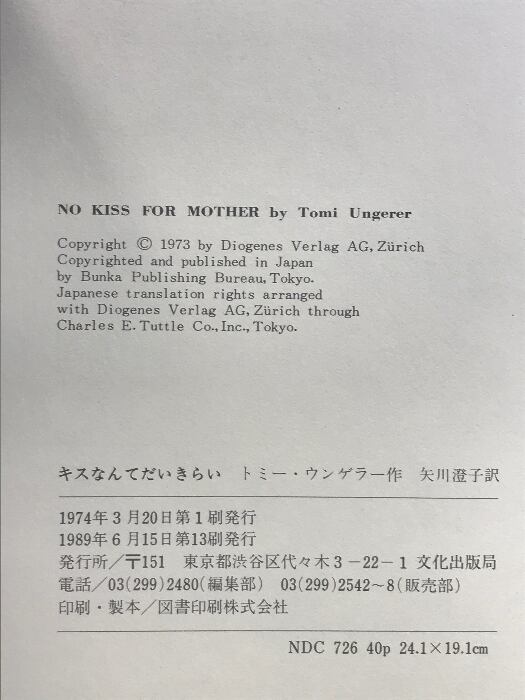 NO KISS FOR MOTHER by Tomi Ungerer
Copyright © 1973 by Diogenes Verlag AG, Zürich
Copyrighted and published in Japan
by Bunka Publishing Bureau, Tokyo.
Japanese translation rights arranged
with Diogenes Verlag AG, Zürich through
Charles E. Tuttle Co., Inc., Tokyo.
キスなんてだいきらい　トミー・ウンゲラー作　矢川澄子訳
1974年3月20日第1刷発行
1989年6月15日第13刷発行
発行所／〒151　東京都渋谷区代々木3－22－1 文化出版局
電話／03(299)2480(編集部)　03(299)2542～8(販売部)
印刷・製本／図書印刷株式会社
NDC 726 40p 24.1×19.1cm